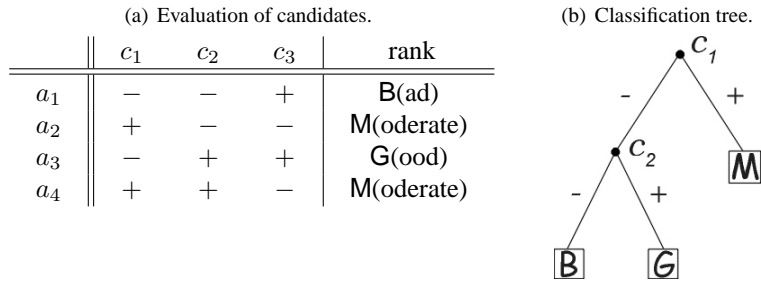 (a) Evaluation of candidates.
c₁ c₂ c₃ rank
a₁ − − + B(ad)
a₂ + − − M(oderate)
a₃ − + + G(ood)
a₄ + + − M(oderate)
(b) Classification tree.
c₁
- +
c₂ M
- +
B G